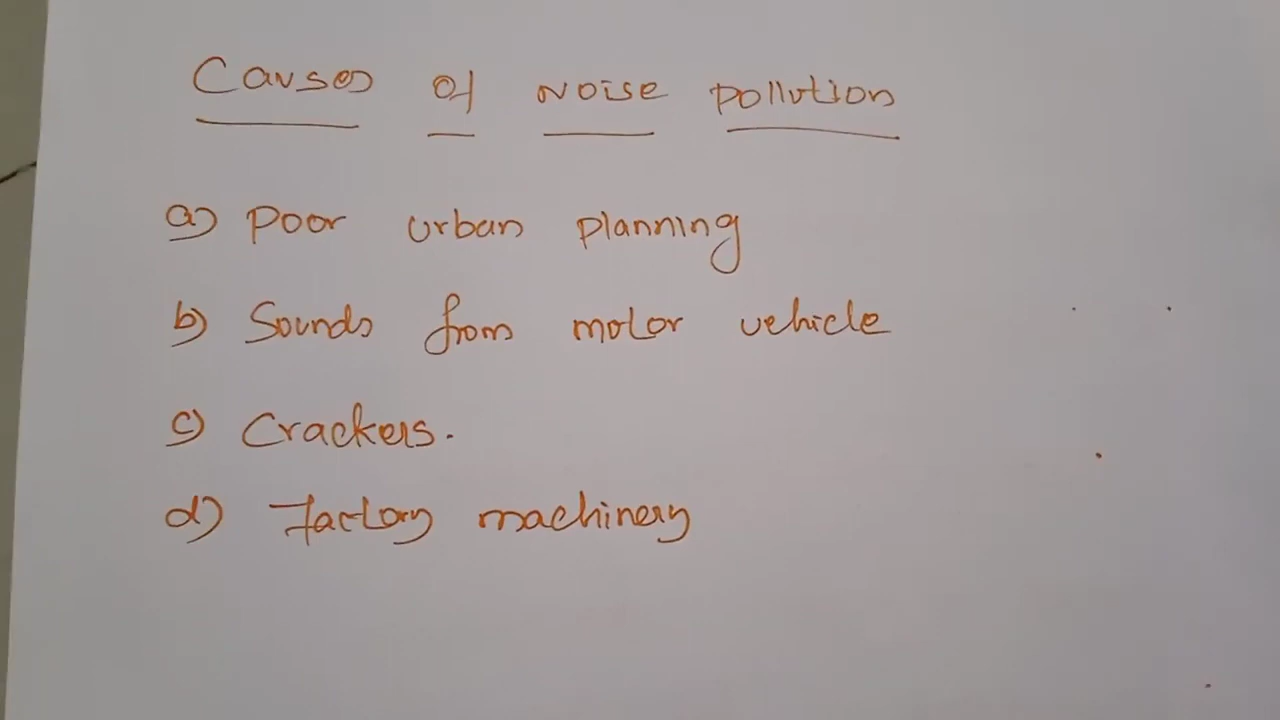 Causes of Noise Pollution
a) Poor urban planning
b) Sounds from motor vehicle
c) Crackers.
d) Factory machinery